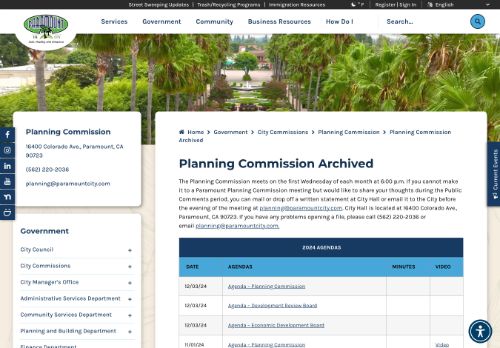 Street Sweeping Updates | Trash/Recycling Programs | Immigration Resources
° F | Register | Sign In | English
PARAMOUNT
Services Government Community Business Resources How Do I Search...
Planning Commission
16400 Colorado Ave., Paramount, CA
90723
(562) 220-2036
planning@paramountcity.com
Government
City Council +
City Commissions +
City Manager's Office +
Administrative Services Department +
Community Services Department +
Planning and Building Department +
Finance Department
Home > Government > City Commissions > Planning Commission > Planning Commission
Archived
Planning Commission Archived
The Planning Commission meets on the first Wednesday of each month at 6:00 p.m. If you cannot make
it to a Paramount Planning Commission meeting but would like to share your thoughts during the Public
Comments period, you can mail or drop off a written statement at City Hall or email it to the City before
the evening of the meeting at planning@paramountcity.com. City Hall is located at 16400 Colorado Ave.,
Paramount, CA 90723. If you have any problems opening a file, please call (562) 220-2036 or
email planning@paramountcity.com.
2024 AGENDAS
DATE AGENDAS MINUTES VIDEO
12/03/24 Agenda – Planning Commission
12/03/24 Agenda – Development Review Board
12/03/24 Agenda – Economic Development Board
11/01/24 Agenda – Planning Commission Video
Current Events